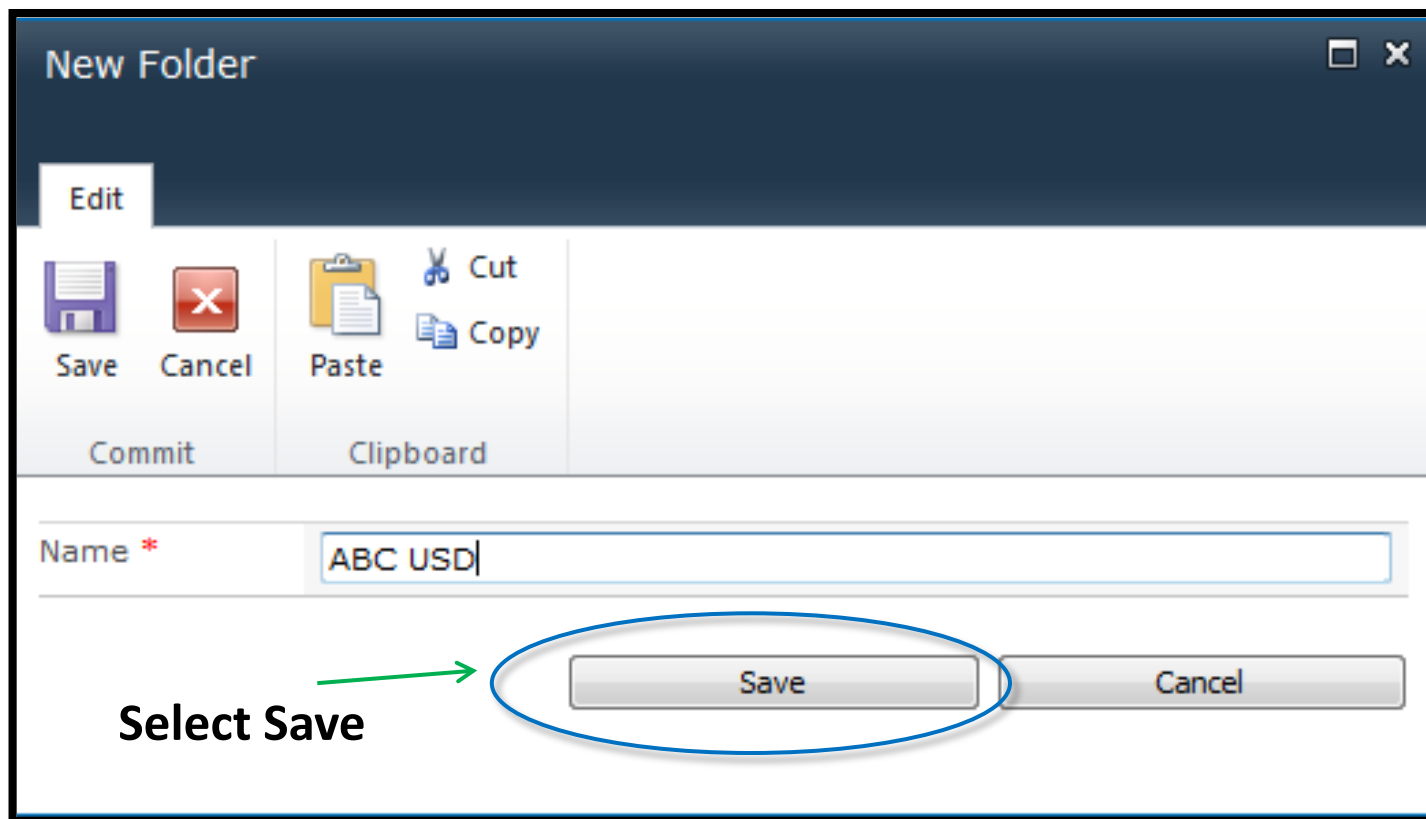 New Folder
Edit
Cut
Copy
Save Cancel Paste
Commit Clipboard
Name * ABC USD
Save Cancel
Select Save